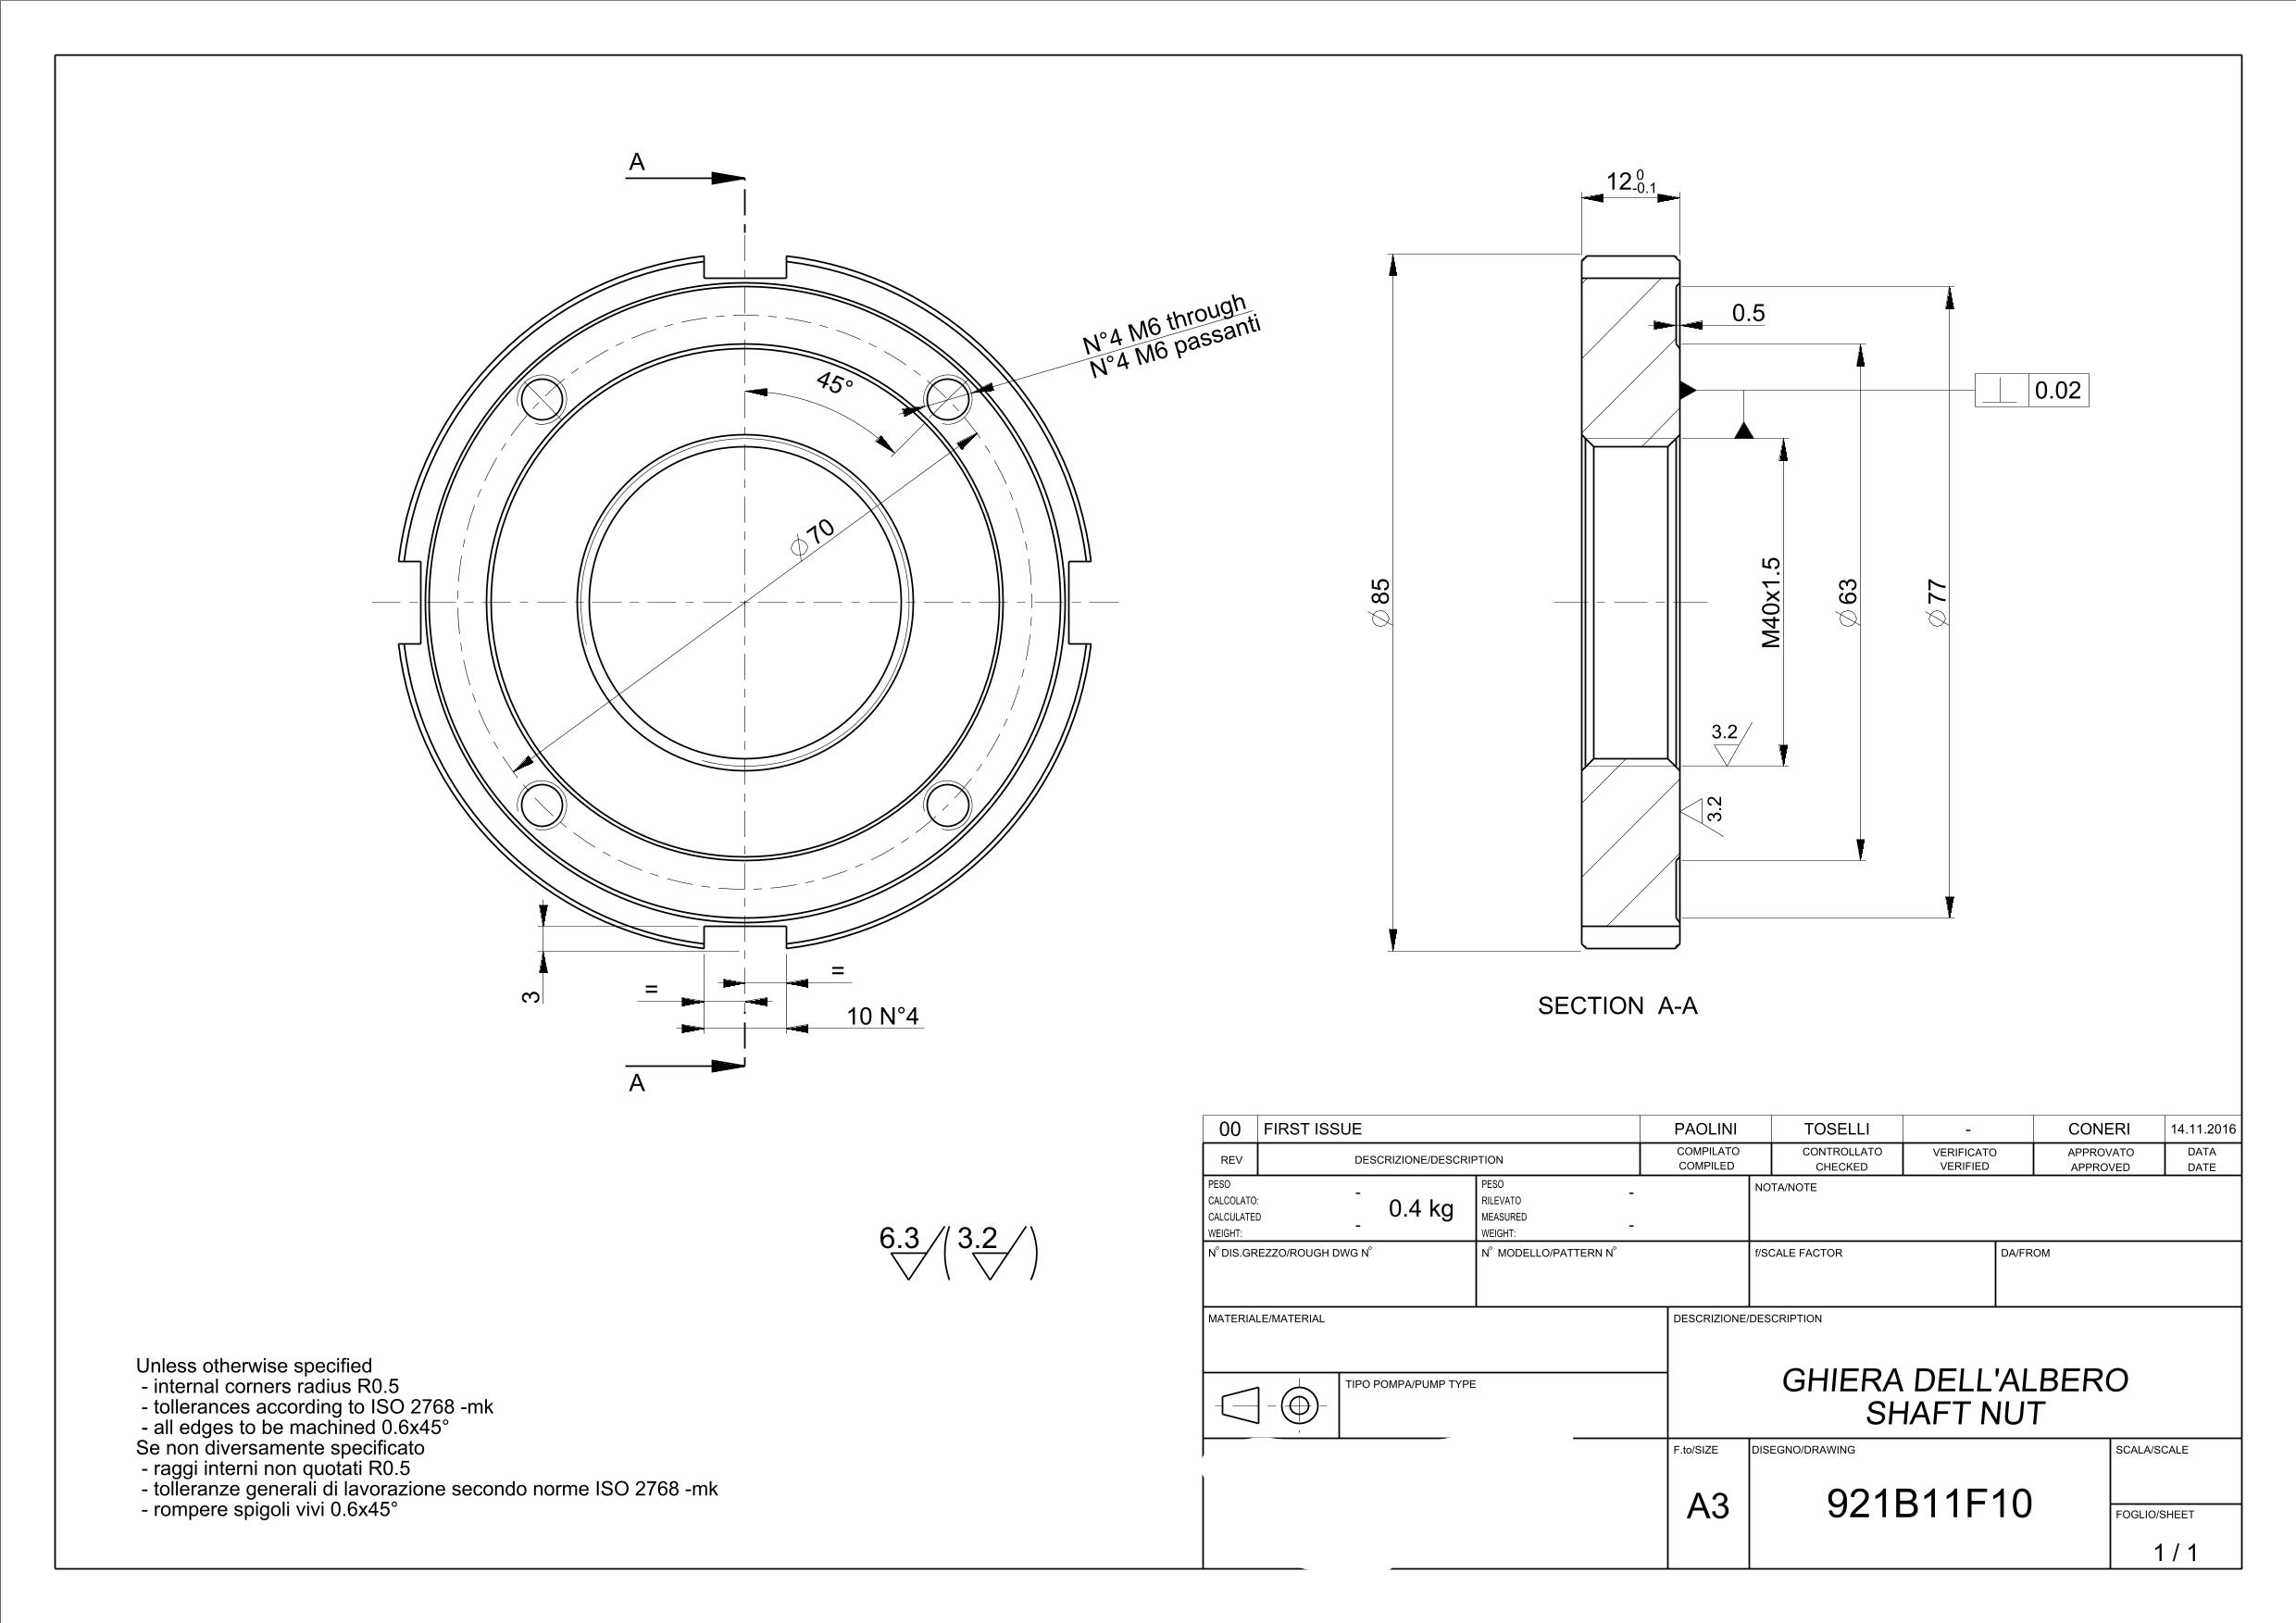 A
N°4 M6 through
N°4 M6 passanti
45°
⌀70
3
=
=
10 N°4
A
12 0 -0.1
0.5
⊥ 0.02
⌀85
M40x1.5
⌀63
⌀77
3.2
3.2
SECTION A-A
6.3 ( 3.2 )
Unless otherwise specified
- internal corners radius R0.5
- tollerances according to ISO 2768 -mk
- all edges to be machined 0.6x45°
Se non diversamente specificato
- raggi interni non quotati R0.5
- tolleranze generali di lavorazione secondo norme ISO 2768 -mk
- rompere spigoli vivi 0.6x45°
00 FIRST ISSUE PAOLINI TOSELLI - CONERI 14.11.2016
REV DESCRIZIONE/DESCRIPTION COMPILATO CONTROLLATO VERIFICATO APPROVATO DATA
COMPILED CHECKED VERIFIED APPROVED DATE
PESO
CALCOLATO: -
CALCULATED
WEIGHT: -
0.4 kg
PESO
RILEVATO -
MEASURED
WEIGHT: -
NOTA/NOTE
N° DIS.GREZZO/ROUGH DWG N°
N° MODELLO/PATTERN N°
f/SCALE FACTOR
DA/FROM
MATERIALE/MATERIAL
DESCRIZIONE/DESCRIPTION
GHIERA DELL'ALBERO
SHAFT NUT
TIPO POMPA/PUMP TYPE
F.to/SIZE
A3
DISEGNO/DRAWING
921B11F10
SCALA/SCALE
FOGLIO/SHEET
1 / 1